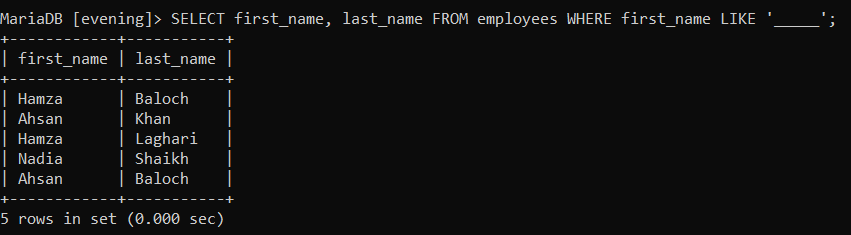 MariaDB [evening]> SELECT first_name, last_name FROM employees WHERE first_name LIKE '_____';
+------------+-----------+
| first_name | last_name |
+------------+-----------+
| Hamza      | Baloch    |
| Ahsan      | Khan      |
| Hamza      | Laghari   |
| Nadia      | Shaikh    |
| Ahsan      | Baloch    |
+------------+-----------+
5 rows in set (0.000 sec)